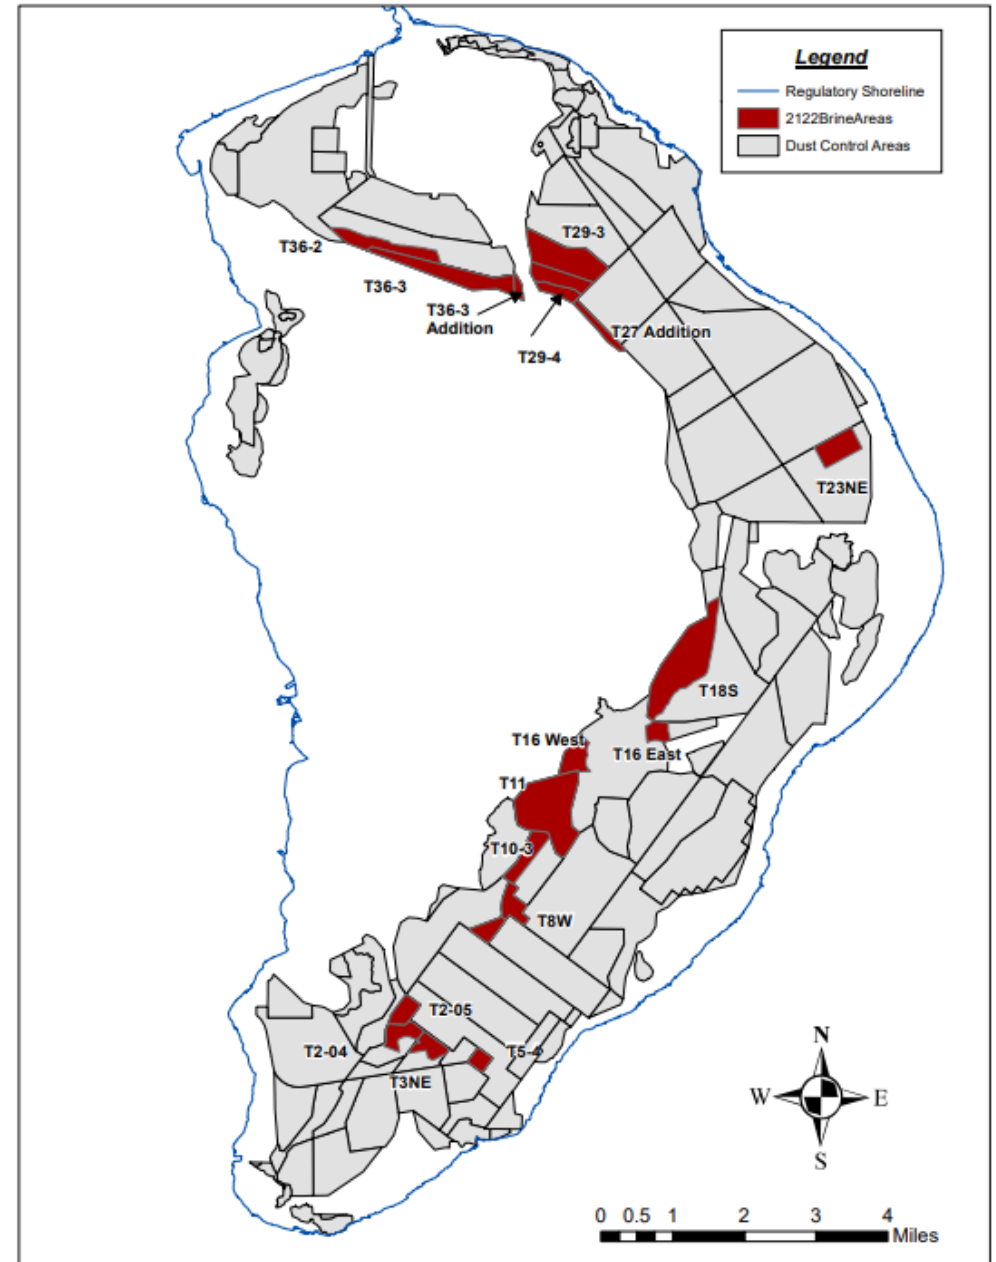 Legend
Regulatory Shoreline
2122BrineAreas
Dust Control Areas
T29-3
T36-2
T36-3
T36-3
Addition
T27 Addition
T29-4
T23NE
T18S
T16 West
T16 East
T11
T10-3
T8W
T2-05
T2-04
T5-4
T3NE
N
W
E
S
0 0.5 1 2 3 4
Miles